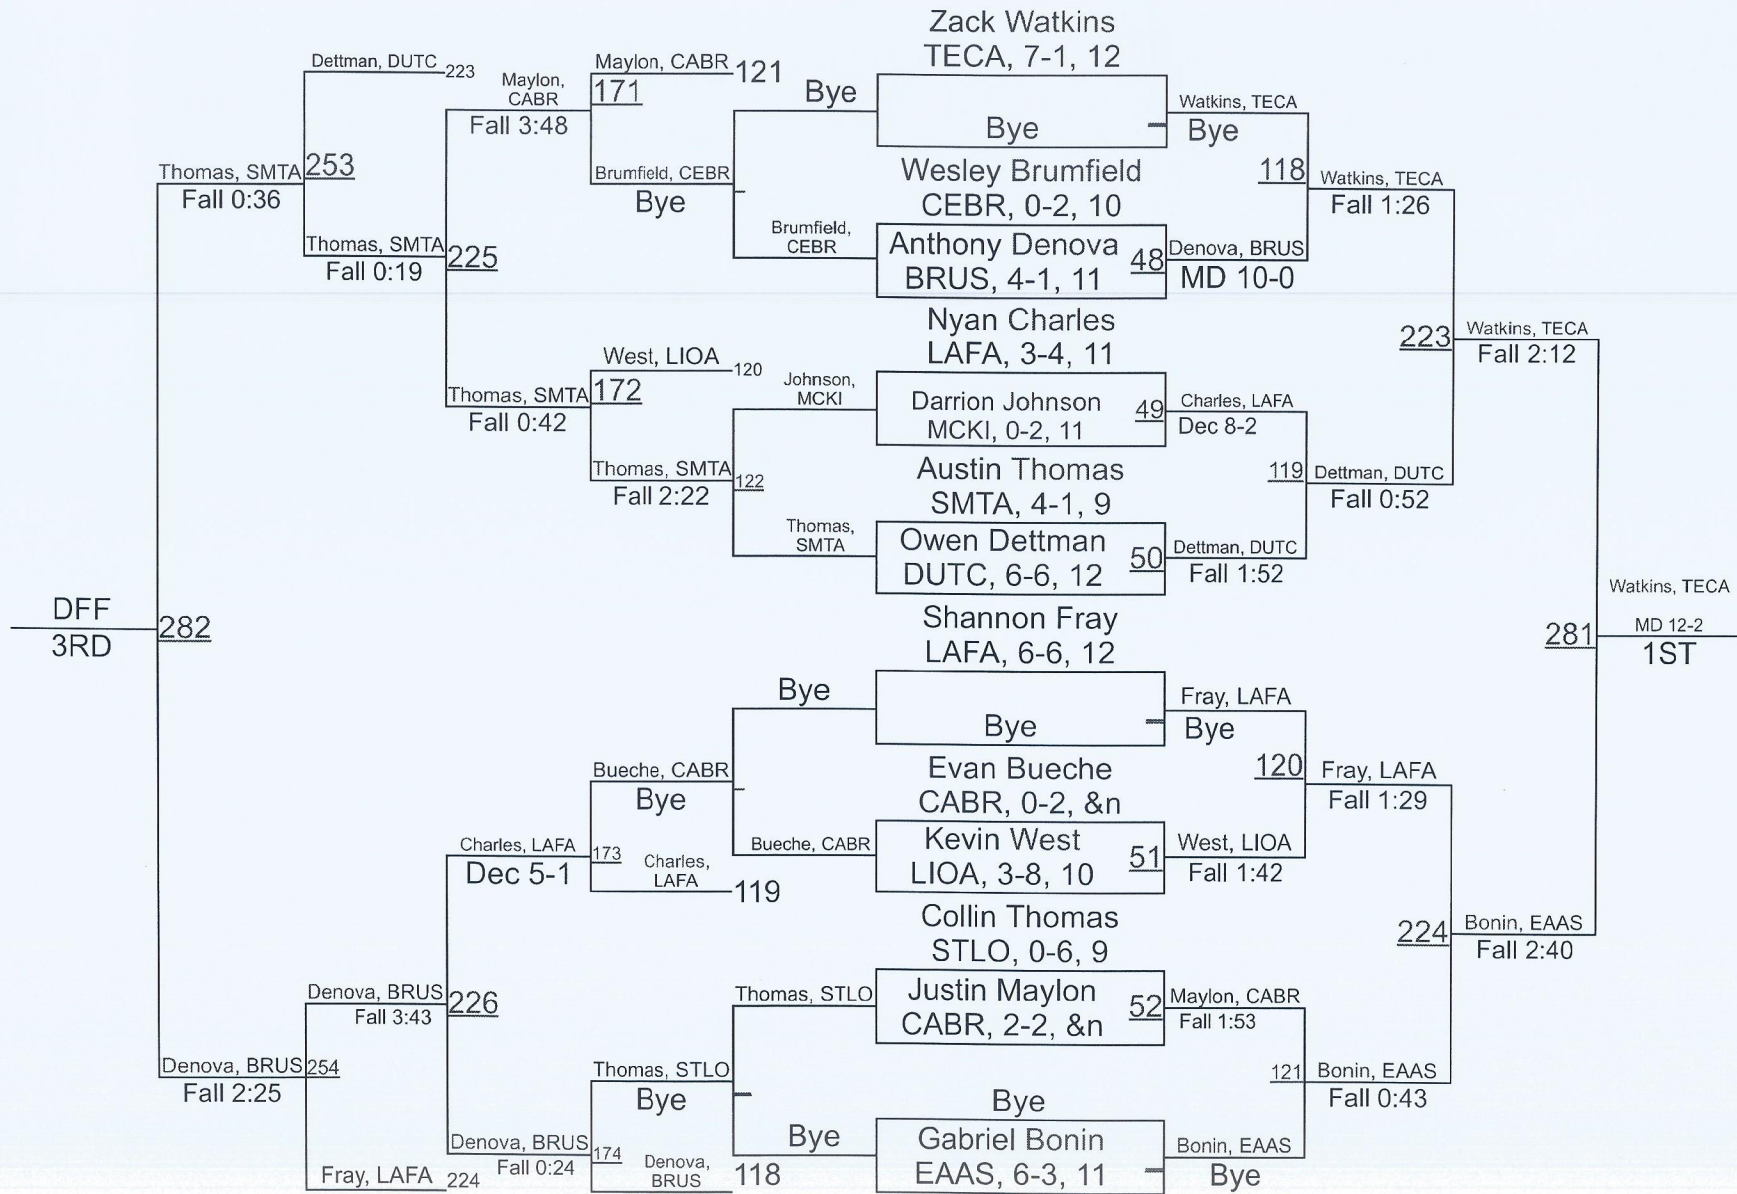 Zack Watkins
TECA, 7-1, 12
Bye
Wesley Brumfield
CEBR, 0-2, 10
Anthony Denova
BRUS, 4-1, 11
48
Nyan Charles
LAFA, 3-4, 11
Darrion Johnson
MCKI, 0-2, 11
49
Austin Thomas
SMTA, 4-1, 9
Owen Dettman
DUTC, 6-6, 12
50
Shannon Fray
LAFA, 6-6, 12
Bye
Evan Bueche
CABR, 0-2, &n
Kevin West
LIOA, 3-8, 10
51
Collin Thomas
STLO, 0-6, 9
Justin Maylon
CABR, 2-2, &n
52
Bye
Gabriel Bonin
EAAS, 6-3, 11
Watkins, TECA
Bye
118
Denova, BRUS
MD 10-0
Charles, LAFA
Dec 8-2
119
Dettman, DUTC
Fall 1:52
Fray, LAFA
Bye
120
West, LIOA
Fall 1:42
Maylon, CABR
Fall 1:53
121
Bonin, EAAS
Bye
Watkins, TECA
Fall 1:26
223
Dettman, DUTC
Fall 0:52
Fray, LAFA
Fall 1:29
224
Bonin, EAAS
Fall 0:43
Watkins, TECA
Fall 2:12
281
Bonin, EAAS
Fall 2:40
Watkins, TECA
MD 12-2
1ST
Bye
Brumfield,
CEBR
Johnson,
MCKI
Thomas,
SMTA
Bye
Bueche, CABR
Thomas, STLO
Bye
Maylon, CABR
121
171
Brumfield, CEBR
Bye
West, LIOA
120
172
Thomas, SMTA
122
Fall 2:22
Bueche, CABR
Bye
173
Charles,
LAFA
119
Thomas, STLO
Bye
174
Denova,
BRUS
118
Maylon,
CABR
Fall 3:48
225
Thomas, SMTA
Fall 0:42
Charles, LAFA
Dec 5-1
226
Denova, BRUS
Fall 0:24
Dettman, DUTC
223
253
Thomas, SMTA
Fall 0:19
Denova, BRUS
Fall 3:43
254
Fray, LAFA
224
Thomas, SMTA
Fall 0:36
282
Denova, BRUS
Fall 2:25
DFF
3RD